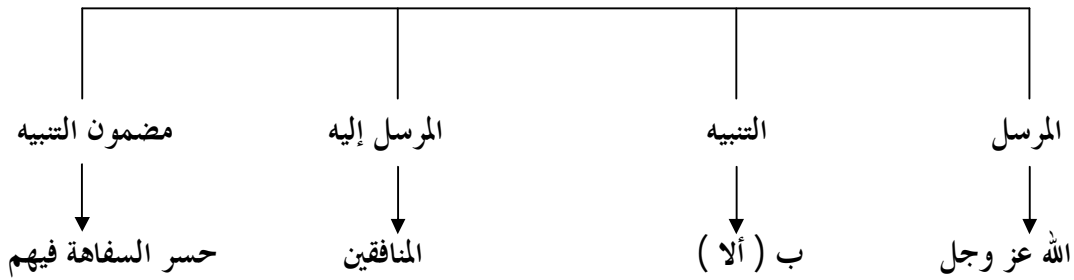 المرسل التنبيه المرسل إليه مضمون التنبيه
الله عز وجل ب ( ألا ) المنافقين حسر السفاهة فيهم